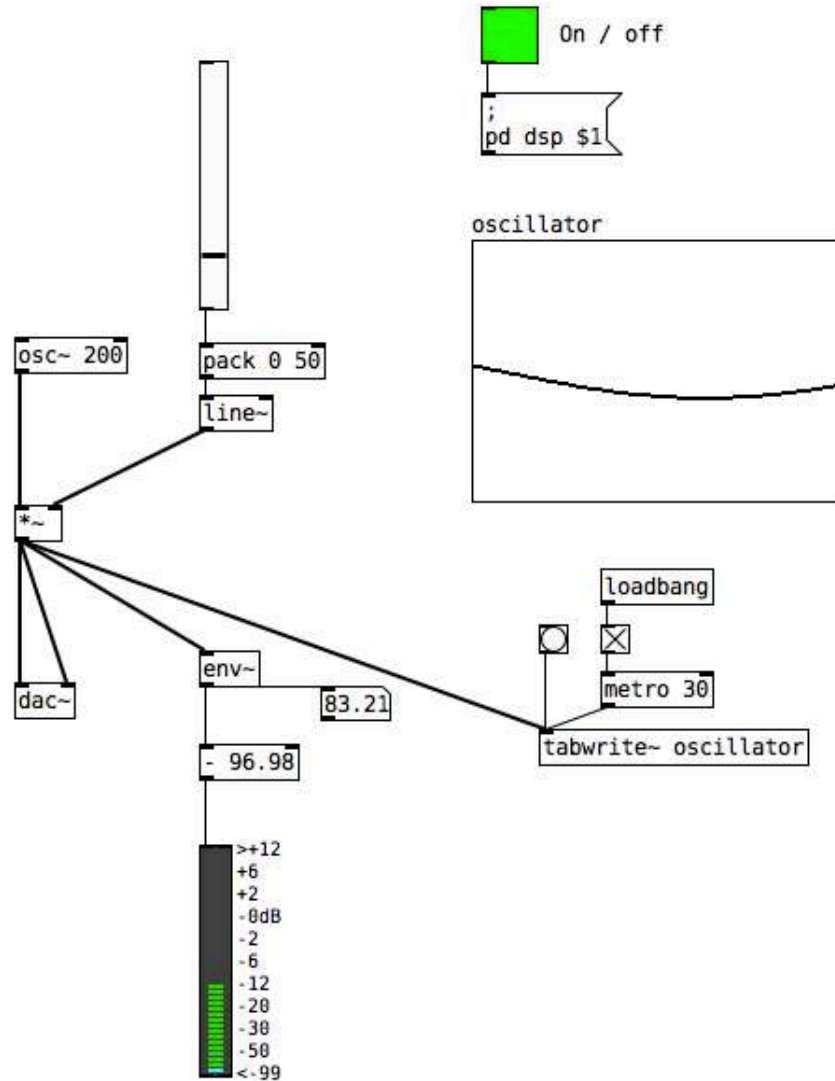 On / off
;
pd dsp $1
oscillator
osc~ 200
pack 0 50
line~
*~
loadbang
env~
metro 30
dac~
83.21
tabwrite~ oscillator
- 96.98
>+12
+6
+2
-0dB
-2
-6
-12
-20
-30
-50
<-99